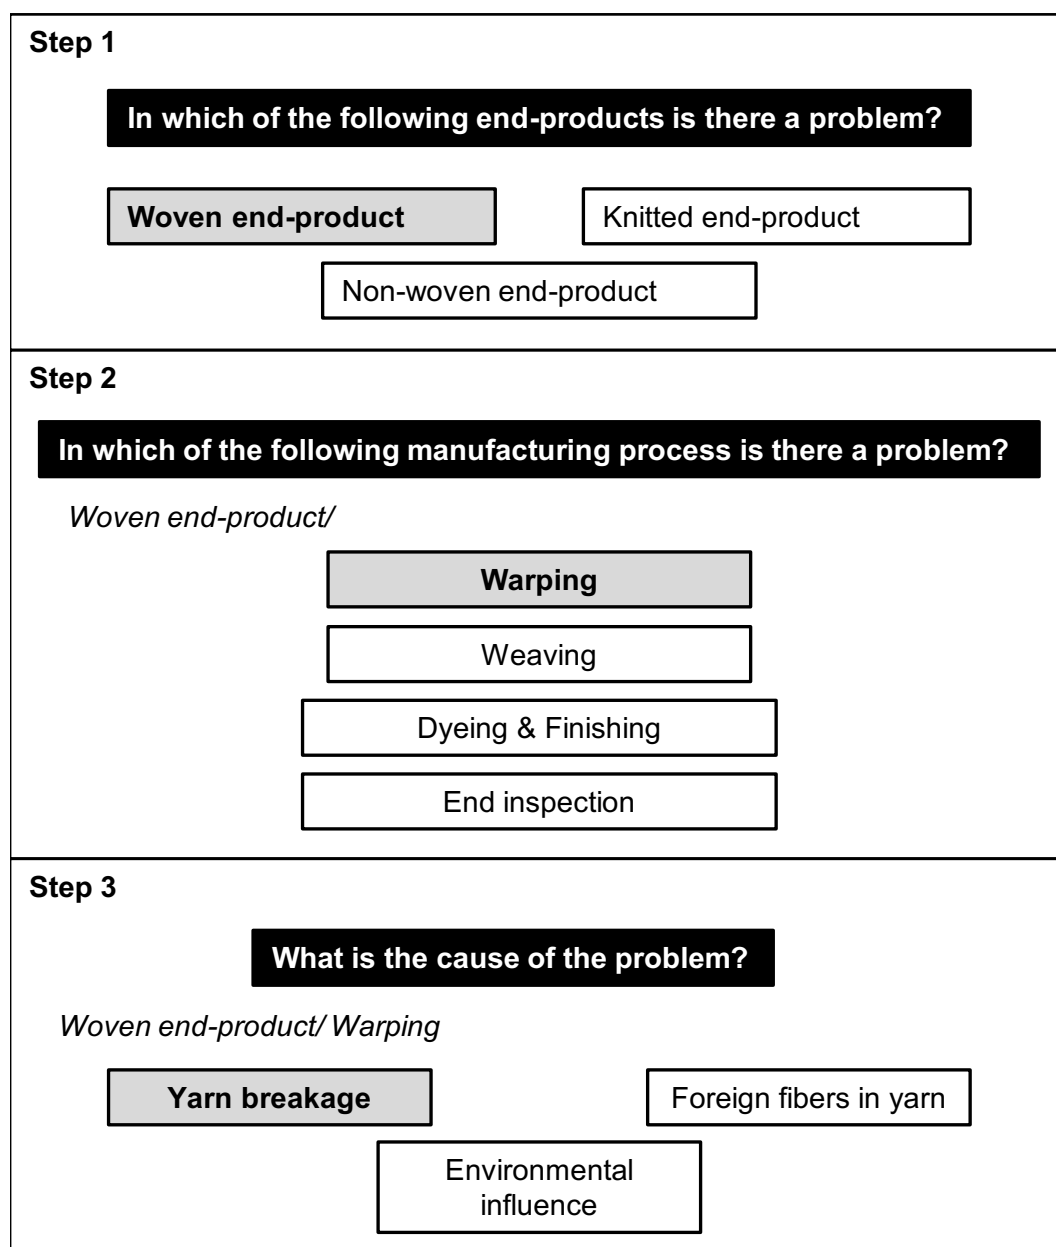 Step 1
In which of the following end-products is there a problem?
Woven end-product
Knitted end-product
Non-woven end-product
Step 2
In which of the following manufacturing process is there a problem?
Woven end-product/
Warping
Weaving
Dyeing & Finishing
End inspection
Step 3
What is the cause of the problem?
Woven end-product/ Warping
Yarn breakage
Foreign fibers in yarn
Environmental
influence